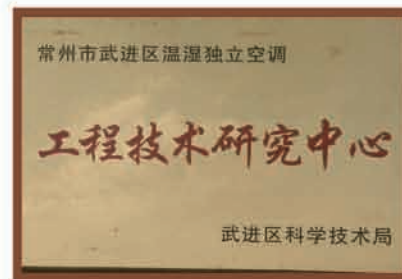 常州市武进区温湿独立空调
工程技术研究中心
武进区科学技术局